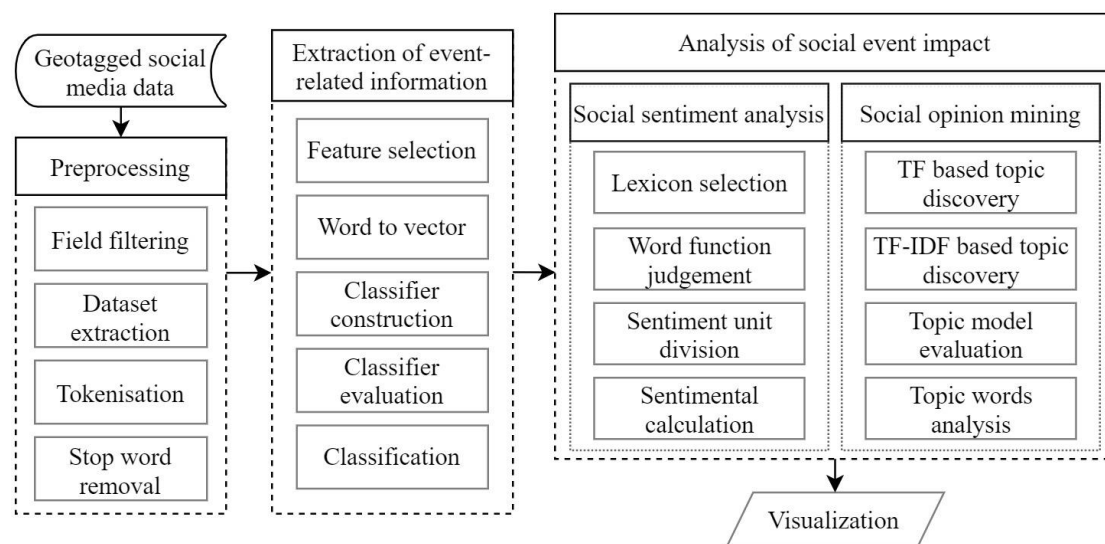 Geotagged social
media data
Preprocessing
Field filtering
Dataset
extraction
Tokenisation
Stop word
removal
Extraction of event-
related information
Feature selection
Word to vector
Classifier
construction
Classifier
evaluation
Classification
Analysis of social event impact
Social sentiment analysis
Lexicon selection
Word function
judgement
Sentiment unit
division
Sentimental
calculation
Social opinion mining
TF based topic
discovery
TF-IDF based topic
discovery
Topic model
evaluation
Topic words
analysis
Visualization